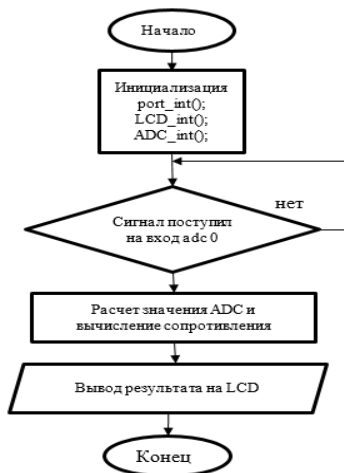 Начало
Инициализация
port_int();
LCD_int();
ADC_int();
нет
Сигнал поступил
на вход adc 0
Расчет значения ADC и
вычисление сопротивления
Вывод результата на LCD
Конец